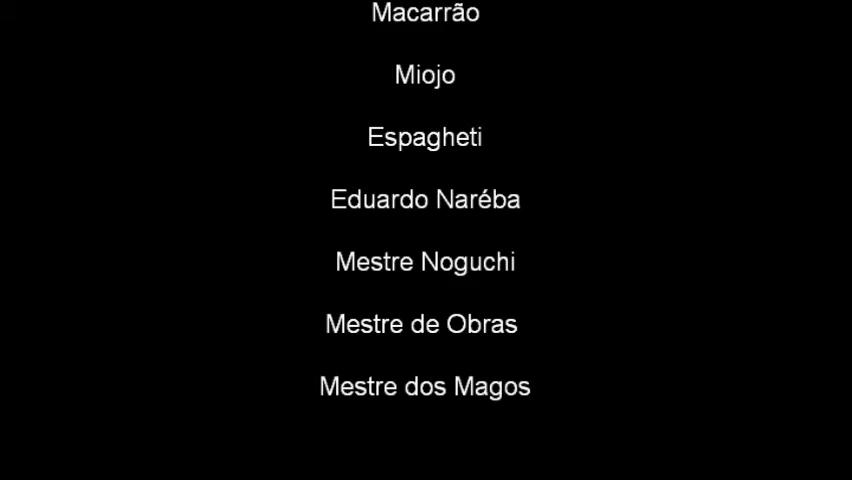 Macarrão
Miojo
Espagheti
Eduardo Naréba
Mestre Noguchi
Mestre de Obras
Mestre dos Magos